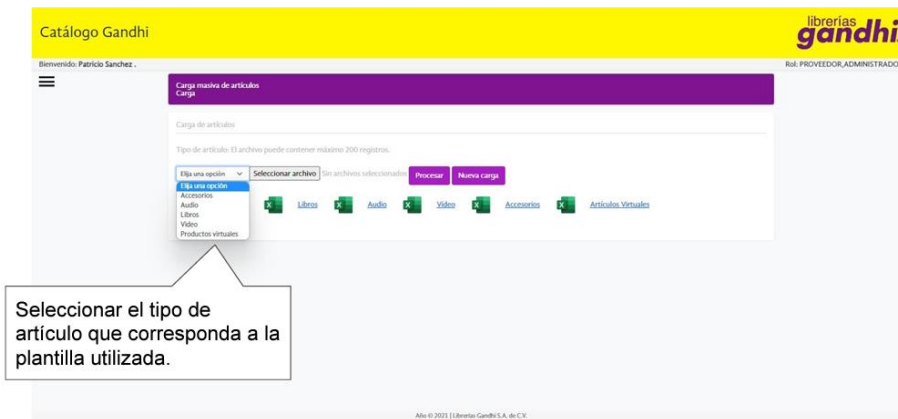 Catálogo Gandhi
librerías
gandhi
Bienvenido: Patricio Sanchez .
Rol: PROVEEDOR,ADMINISTRADO
Carga masiva de artículos
Carga
Carga de artículos
Tipo de artículo: El archivo puede contener máximo 200 registros.
Elija una opción Seleccionar archivo Sin archivos seleccionados Procesar Nueva carga
Elija una opción
Accesorios
Audio
Libros
Video
Productos virtuales
Libros Audio Video Accesorios Artículos Virtuales
Seleccionar el tipo de
artículo que corresponda a la
plantilla utilizada.
Año © 2021 | Librerías Gandhi S.A. de C.V.